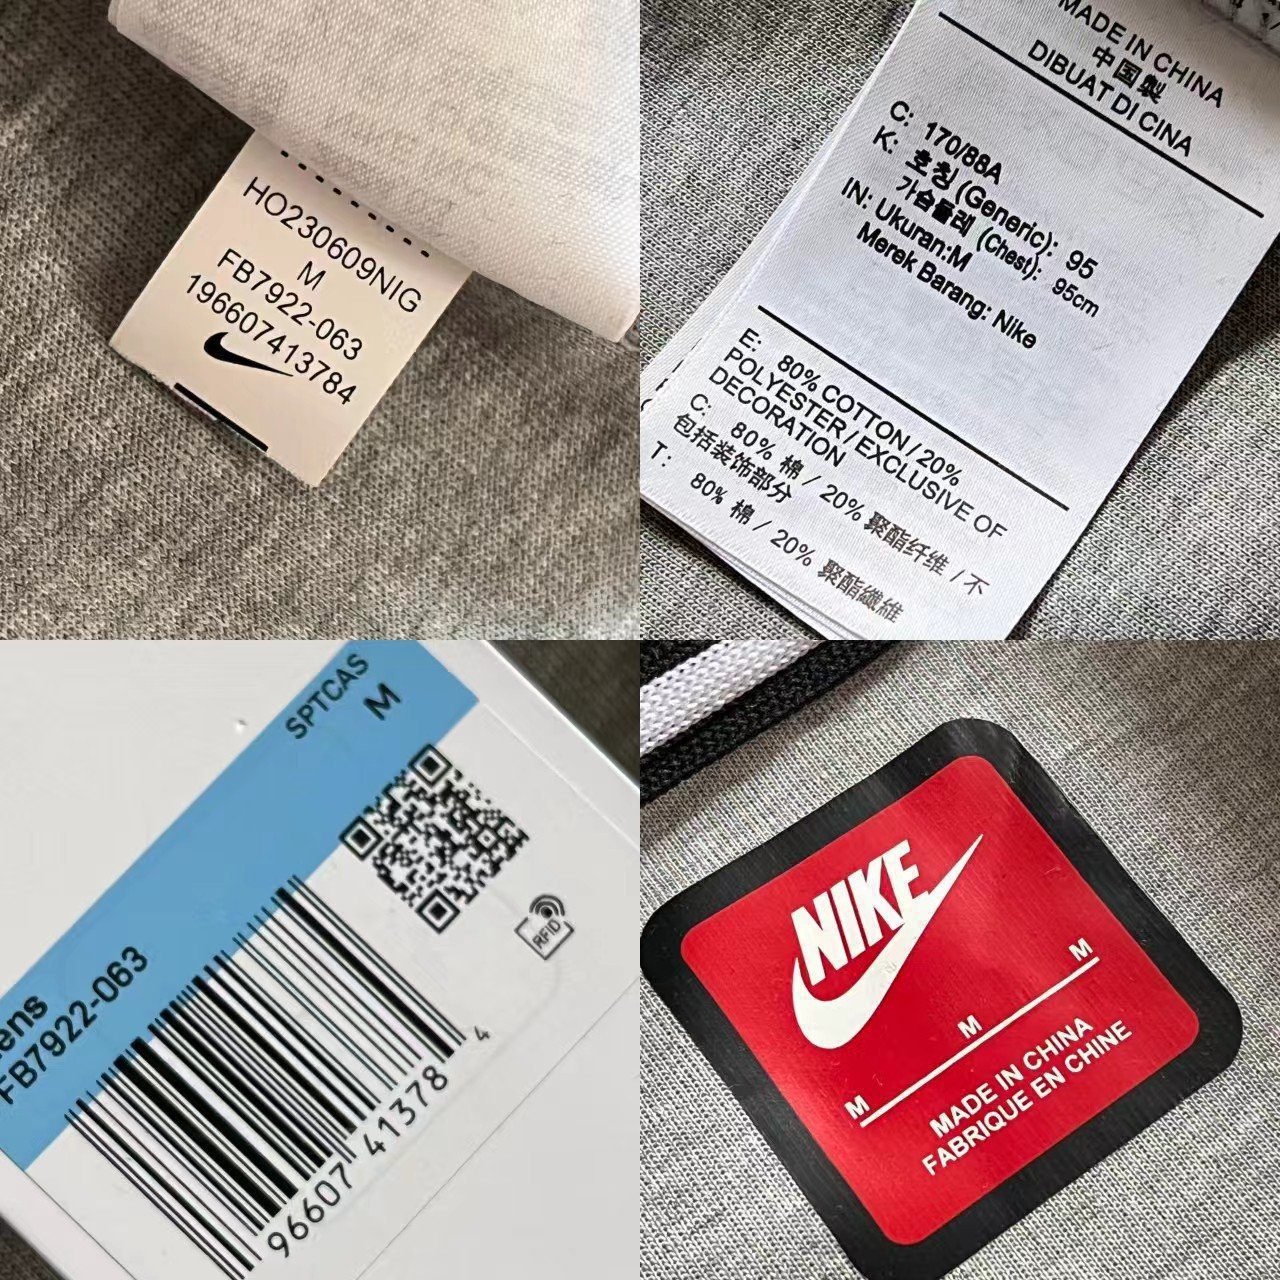 HO230609NIG
M
FB7922-063
196607413784
MADE IN CHINA
中国製
DIBUAT DI CINA
C: 170/88A
K: 호칭 (Generic): 95
가슴둘레 (Chest): 95cm
IN: Ukuran:M
Merek Barang: Nike
E: 80% COTTON / 20%
POLYESTER / EXCLUSIVE OF
DECORATION
C: 80% 棉 / 20% 聚酯纤维 / 不
包括装饰部分
T: 80% 棉 / 20% 聚酯纖維
SPTCAS
M
RFID
ens
FB7922-063
96607 41378 4
NIKE
M M M
MADE IN CHINA
FABRIQUE EN CHINE